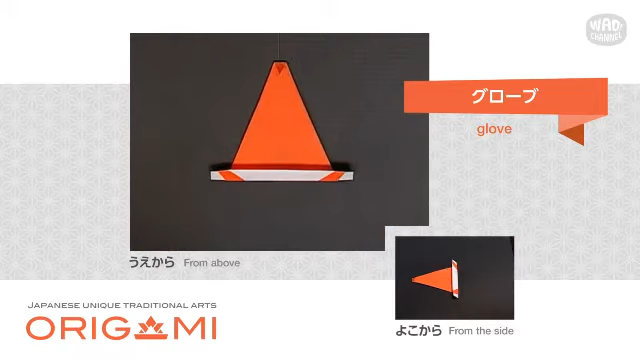 WAD!
CHANNEL
グローブ
glove
うえから From above
よこから From the side
JAPANESE UNIQUE TRADITIONAL ARTS
ORIGAMI